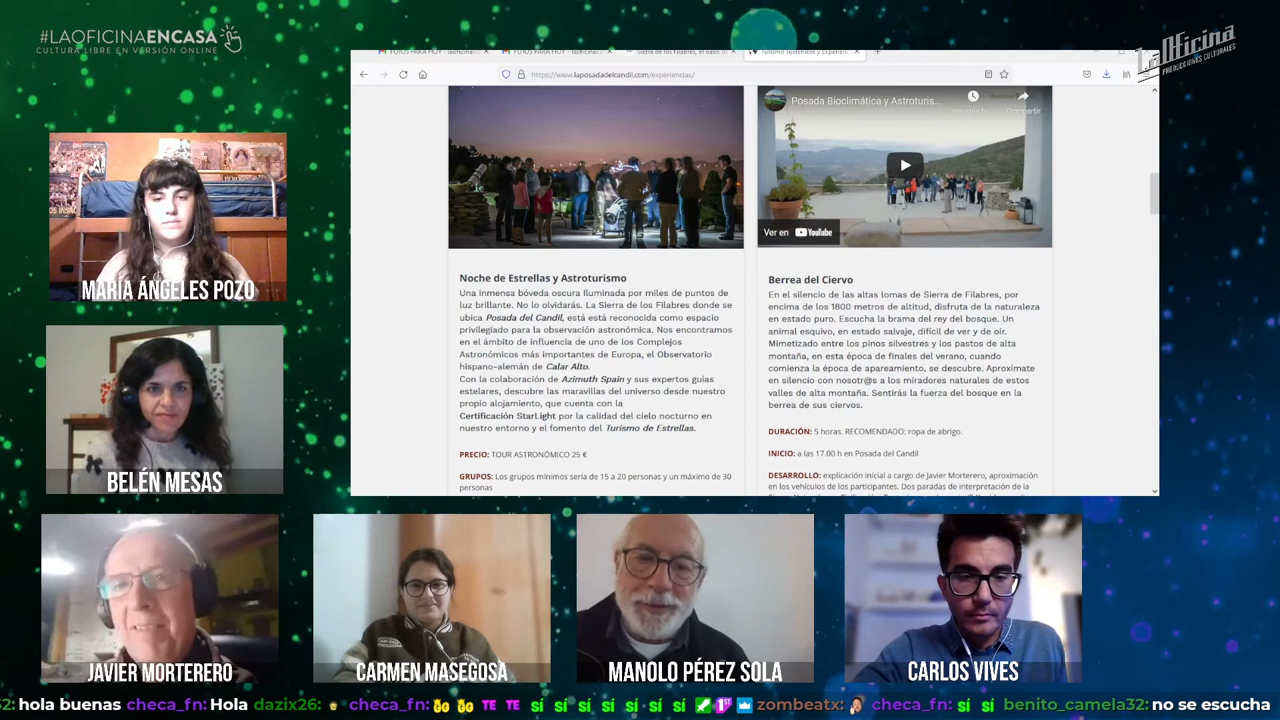 #LAOFICINAENCASA
CULTURA LIBRE EN VERSIÓN ONLINE
LaOficina
PRODUCCIONES CULTURALES
https://www.laposadadelcandil.com/experiencias/
Posada Bioclimática y Astroturis...
Compartir
Ver en YouTube
Noche de Estrellas y Astroturismo
Una inmensa bóveda oscura Iluminada por miles de puntos de
luz brillante. No lo olvidarás. La Sierra de los Filabres donde se
ubica Posada del Candil, está está reconocida como espacio
privilegiado para la observación astronómica. Nos encontramos
en el ámbito de influencia de uno de los Complejos
Astronómicos más importantes de Europa, el Observatorio
hispano-alemán de Calar Alto.
Con la colaboración de Azimuth Spain y sus expertos guías
estelares, descubre las maravillas del universo desde nuestro
propio alojamiento, que cuenta con la
Certificación StarLight por la calidad del cielo nocturno en
nuestro entorno y el fomento del Turismo de Estrellas.
PRECIO: TOUR ASTRONÓMICO 25 €
GRUPOS: Los grupos mínimos sería de 15 a 20 personas y un máximo de 30
personas
Berrea del Ciervo
En el silencio de las altas lomas de Sierra de Filabres, por
encima de los 1800 metros de altitud, disfruta de la naturaleza
en estado puro. Escucha la brama del rey del bosque. Un
animal esquivo, en estado salvaje, difícil de ver y de oír.
Mimetizado entre los pinos silvestres y los pastos de alta
montaña, en esta época de finales del verano, cuando
comienza la época de apareamiento, se descubre. Aproxímate
en silencio con nosotr@s a los miradores naturales de estos
valles de alta montaña. Sentirás la fuerza del bosque en la
berrea de sus ciervos.
DURACIÓN: 5 horas. RECOMENDADO: ropa de abrigo.
INICIO: a las 17.00 h en Posada del Candil
DESARROLLO: explicación inicial a cargo de Javier Morterero, aproximación
en los vehículos de los participantes. Dos paradas de interpretación de la
MARÍA ÁNGELES POZO
BELÉN MESAS
JAVIER MORTERERO
CARMEN MASEGOSA
MANOLO PÉREZ SOLA
CARLOS VIVES
52: hola buenas checa_fn: Hola dazix26: checa_fn: TE TE SÍ SÍ SÍ SÍ SÍ SÍ zombeatx: checa_fn: SÍ SÍ benito_camela32: no se escucha